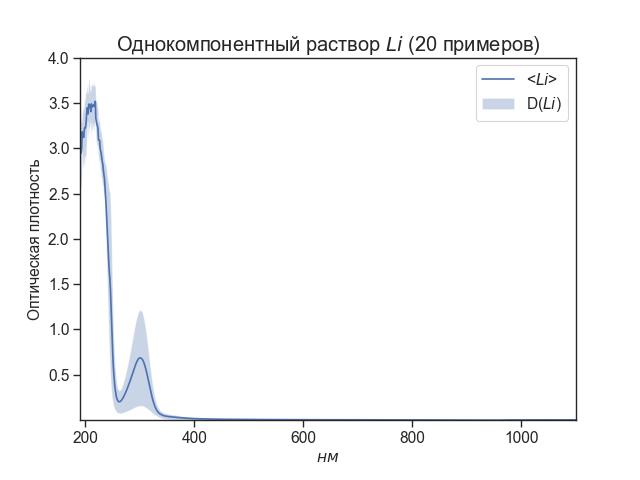 Однокомпонентный раствор Li (20 примеров)
<Li>
D(Li)
Оптическая плотность
4.0
3.5
3.0
2.5
2.0
1.5
1.0
0.5
200 400 600 800 1000
нм